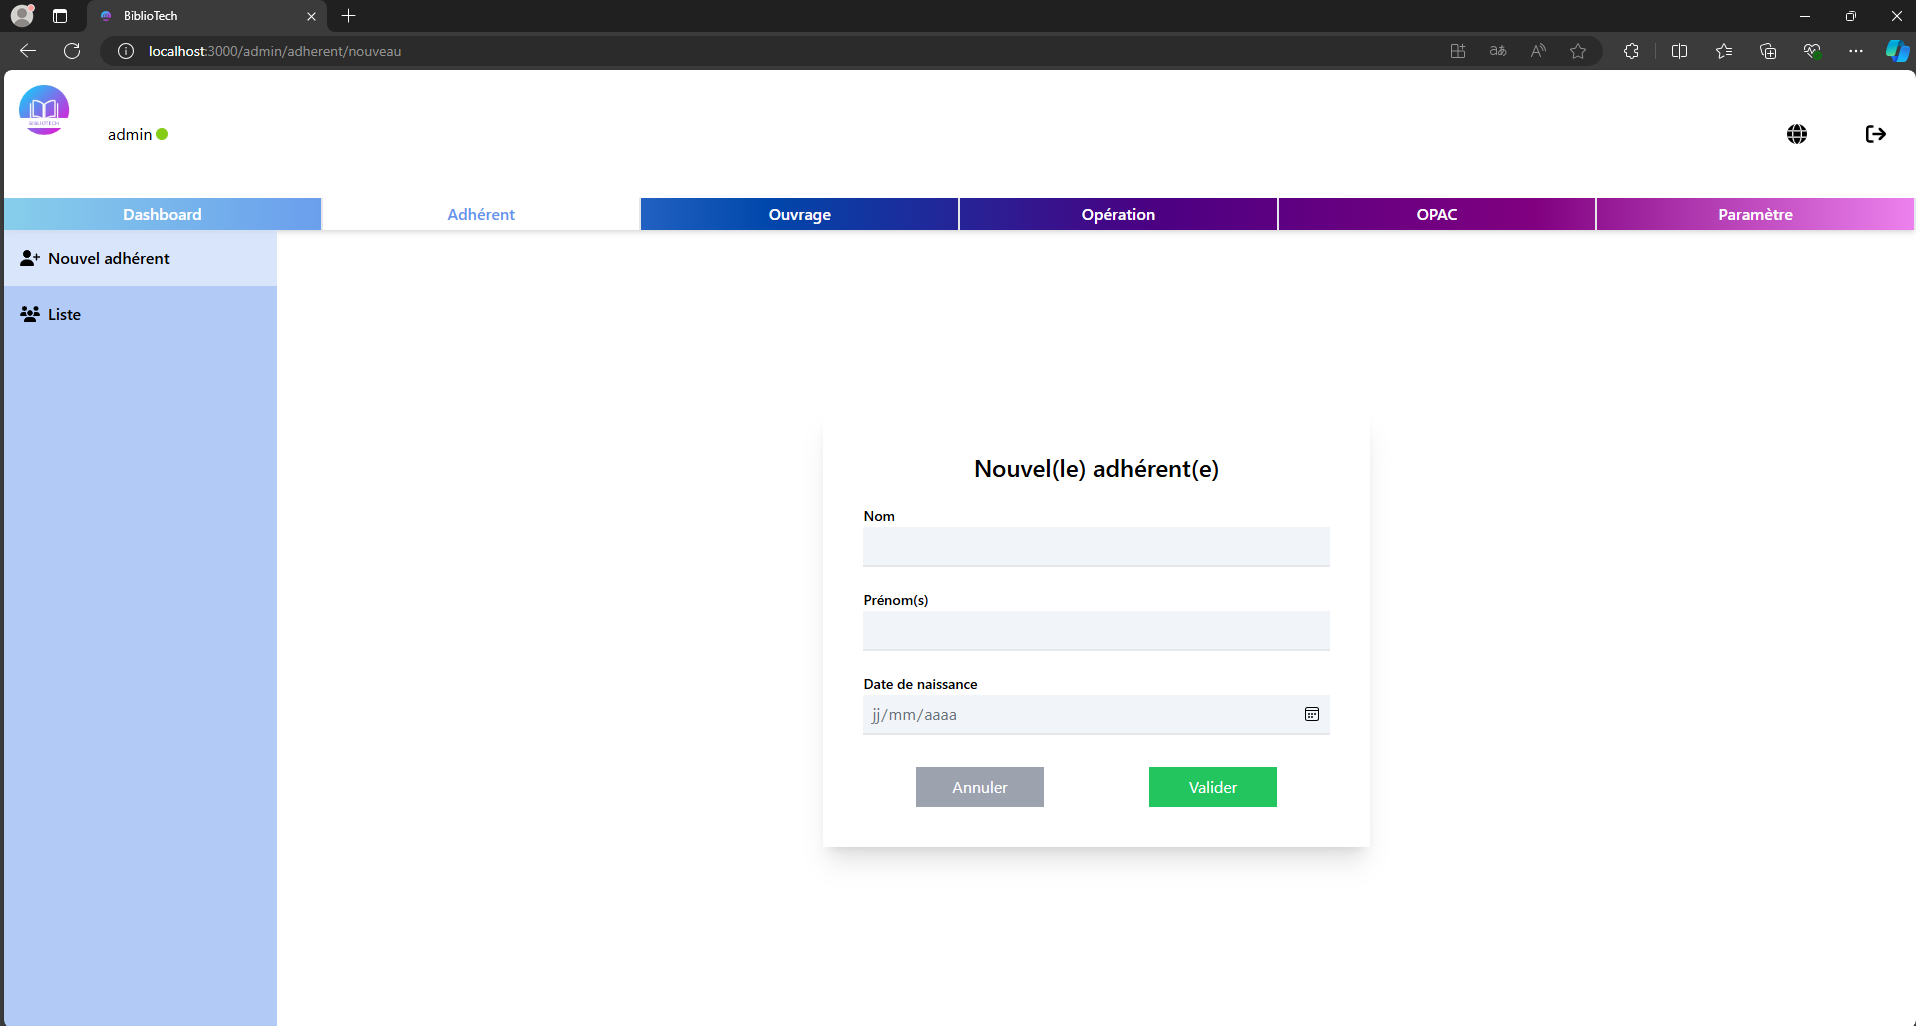 BiblioTech
localhost:3000/admin/adherent/nouveau
BIBLIOTECH
admin
Dashboard
Adhérent
Ouvrage
Opération
OPAC
Paramètre
Nouvel adhérent
Liste
Nouvel(le) adhérent(e)
Nom
Prénom(s)
Date de naissance
jj/mm/aaaa
Annuler
Valider